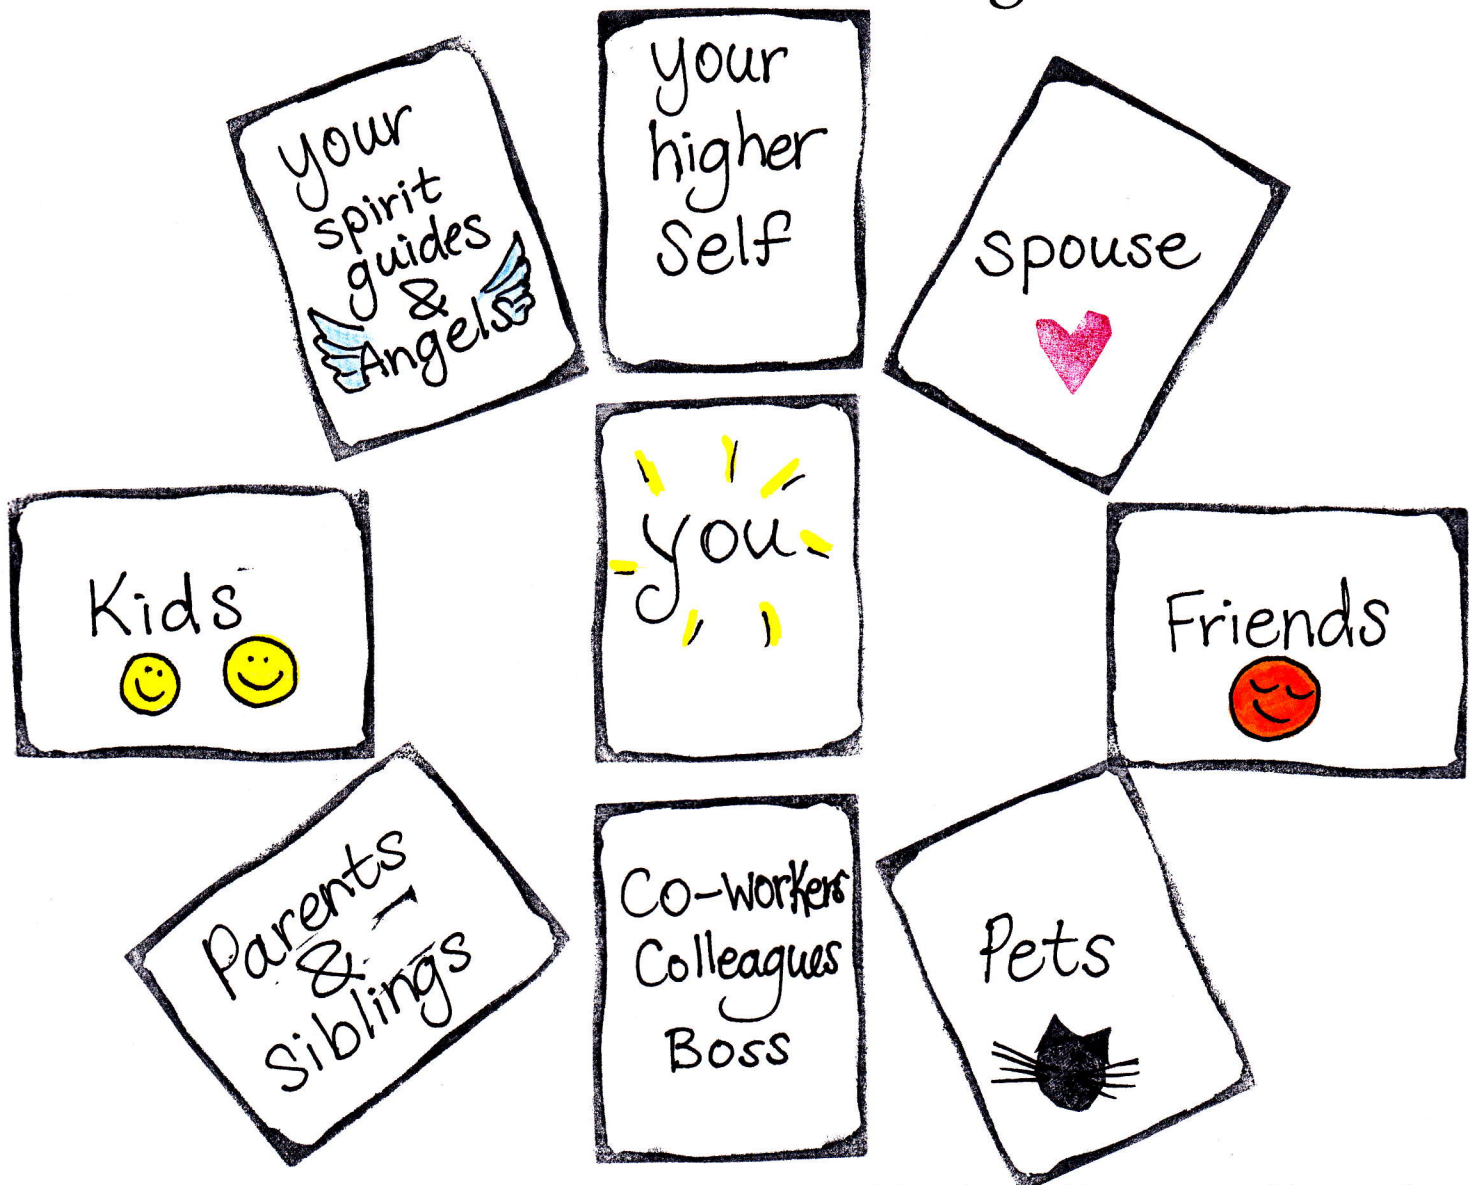 your
spirit
guides
&
Angels
your
higher
Self
spouse
Kids
you
Friends
Parents
&
Siblings
Co-workers
Colleagues
Boss
Pets